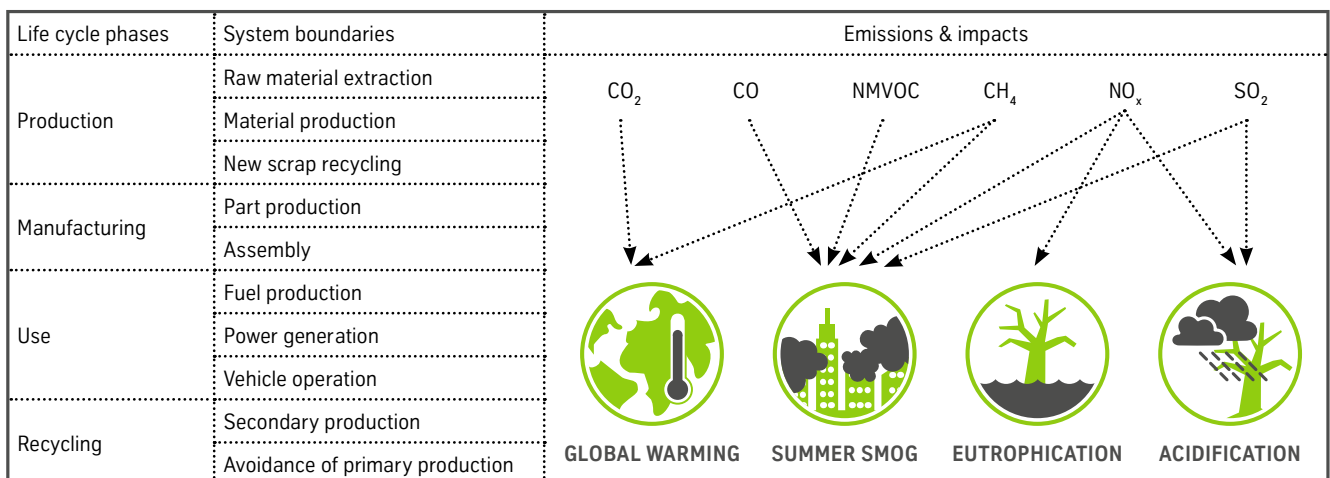 Life cycle phases
System boundaries
Emissions & impacts
Production
Raw material extraction
Material production
New scrap recycling
Manufacturing
Part production
Assembly
Use
Fuel production
Power generation
Vehicle operation
Recycling
Secondary production
Avoidance of primary production
CO₂ CO NMVOC CH₄ NOₓ SO₂
GLOBAL WARMING SUMMER SMOG EUTROPHICATION ACIDIFICATION